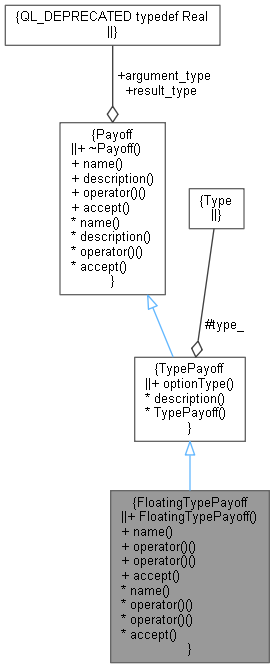 {QL_DEPRECATED typedef Real
||}
+argument_type
+result_type
{Payoff
||+ ~Payoff()
+ name()
+ description()
+ operator()()
+ accept()
* name()
* description()
* operator()()
* accept()
}
{Type
||}
#type_
{TypePayoff
||+ optionType()
* description()
* TypePayoff()
}
{FloatingTypePayoff
||+ FloatingTypePayoff()
+ name()
+ operator()()
+ operator()()
+ accept()
* name()
* operator()()
* operator()()
* accept()
}